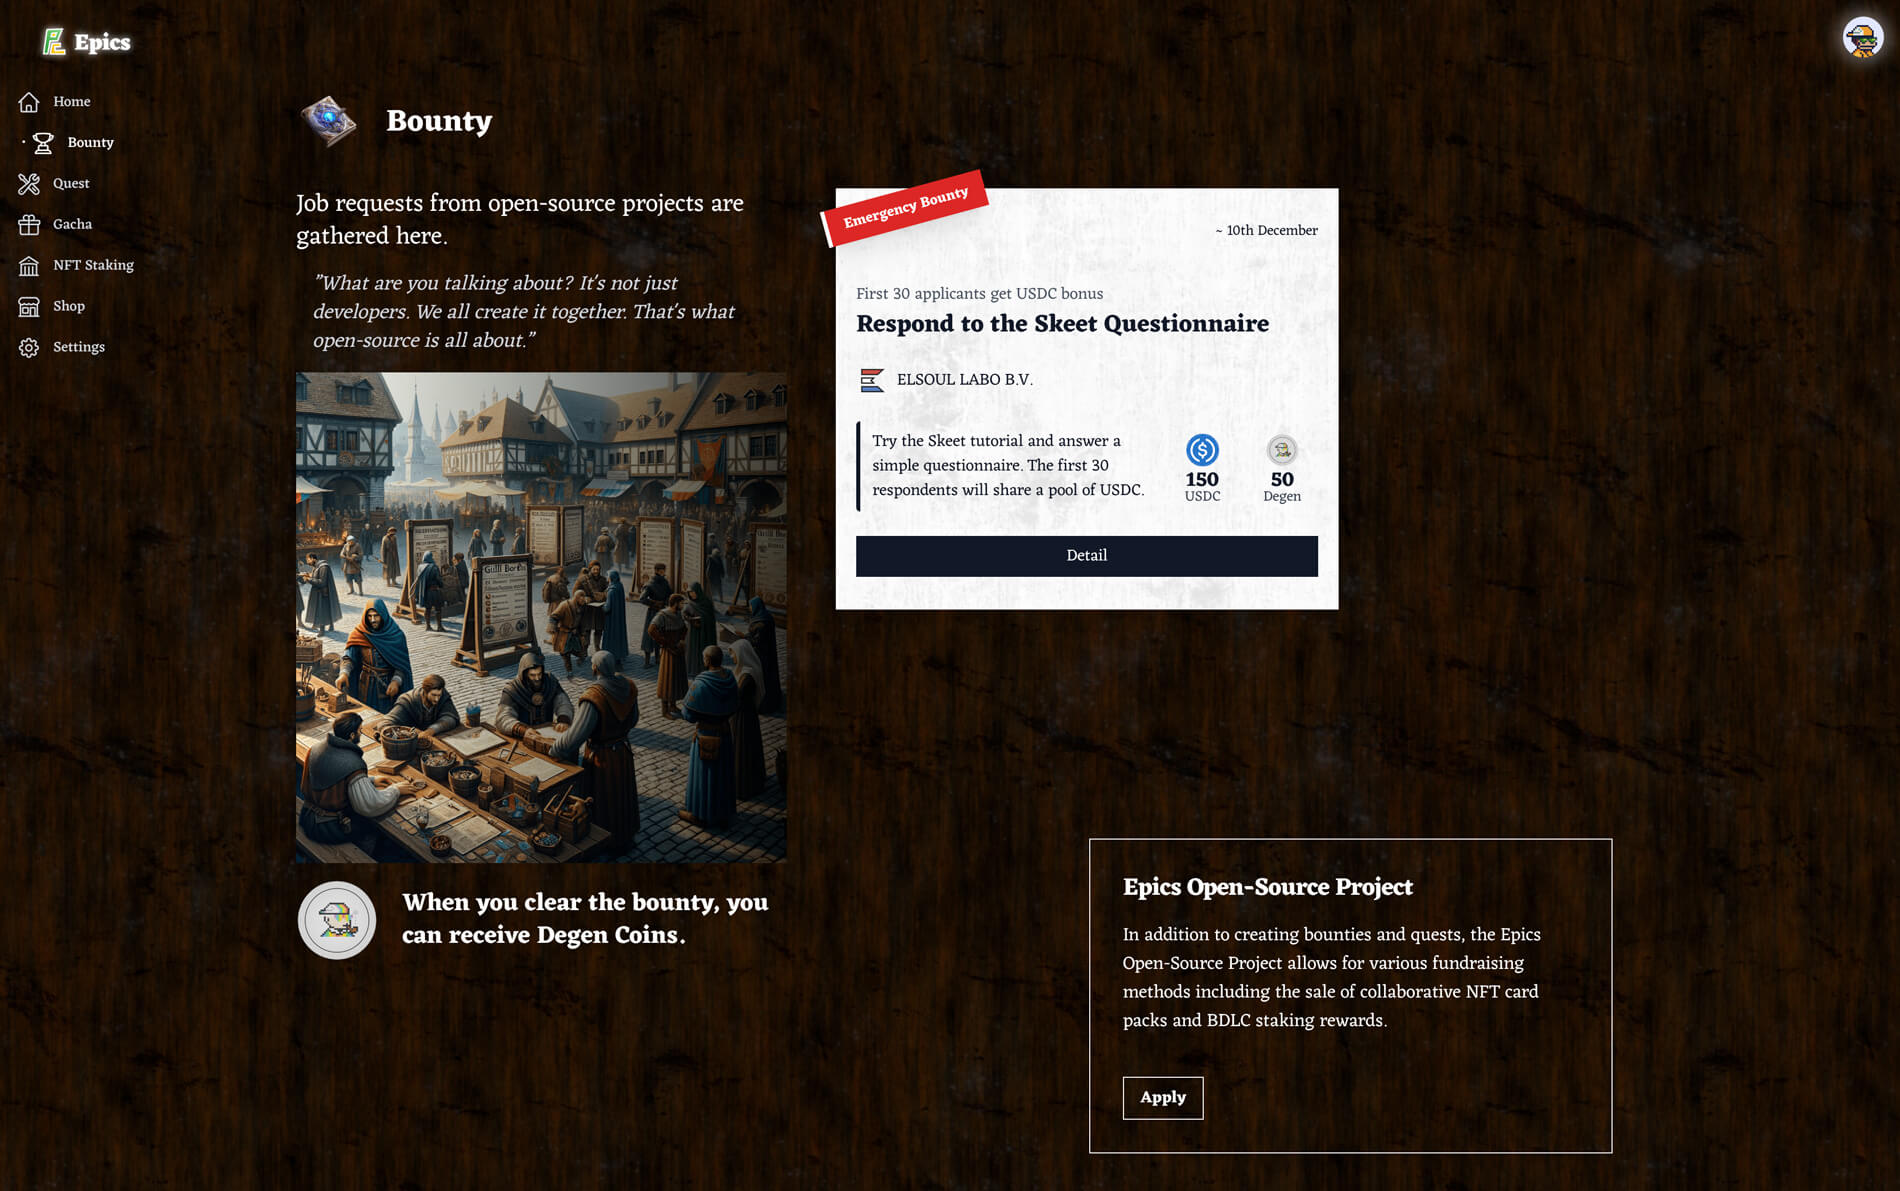 Epics
Home
Bounty
Quest
Gacha
NFT Staking
Shop
Settings
Bounty
Job requests from open-source projects are
gathered here.
"What are you talking about? It's not just
developers. We all create it together. That's what
open-source is all about."
When you clear the bounty, you
can receive Degen Coins.
Emergency Bounty
~ 10th December
First 30 applicants get USDC bonus
Respond to the Skeet Questionnaire
ELSOUL LABO B.V.
Try the Skeet tutorial and answer a
simple questionnaire. The first 30
respondents will share a pool of USDC.
150
USDC
50
Degen
Detail
Epics Open-Source Project
In addition to creating bounties and quests, the Epics
Open-Source Project allows for various fundraising
methods including the sale of collaborative NFT card
packs and BDLC staking rewards.
Apply